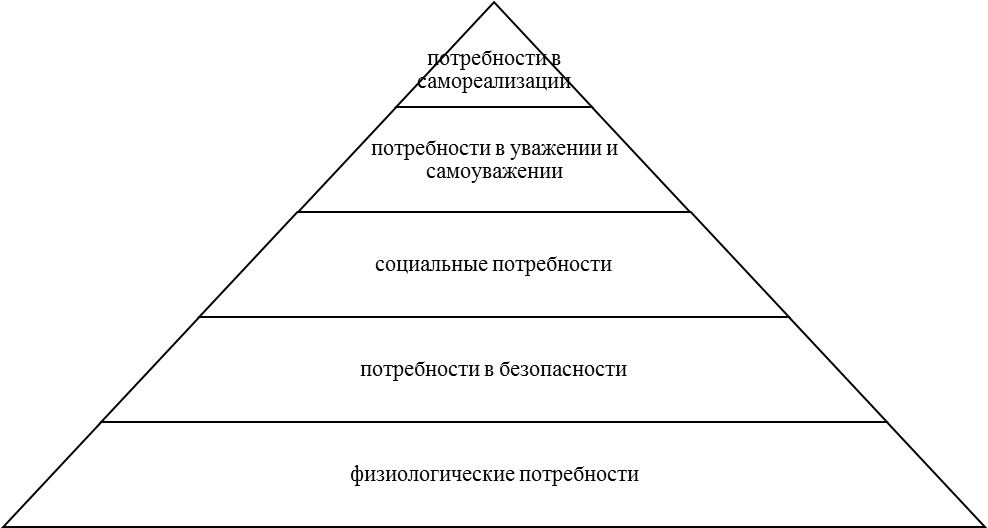 потребности в
самореализации
потребности в уважении и
самоуважении
социальные потребности
потребности в безопасности
физиологические потребности